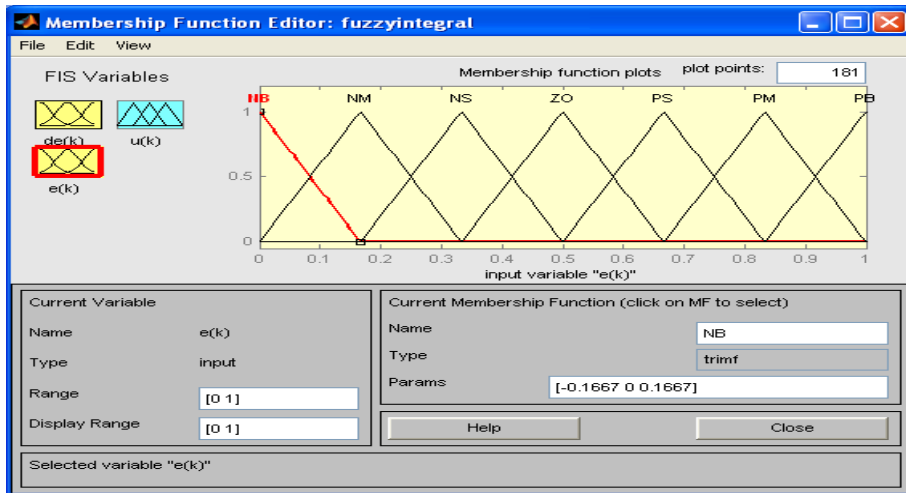 Membership Function Editor: fuzzyintegral
File Edit View
FIS Variables
Membership function plots plot points: 181
de(k) u(k)
e(k)
NB NM NS ZO PS PM PB
1
0.5
0
0 0.1 0.2 0.3 0.4 0.5 0.6 0.7 0.8 0.9 1
input variable "e(k)"
Current Variable
Name e(k)
Type input
Range [0 1]
Display Range [0 1]
Current Membership Function (click on MF to select)
Name NB
Type trimf
Params [-0.1667 0 0.1667]
Help Close
Selected variable "e(k)"